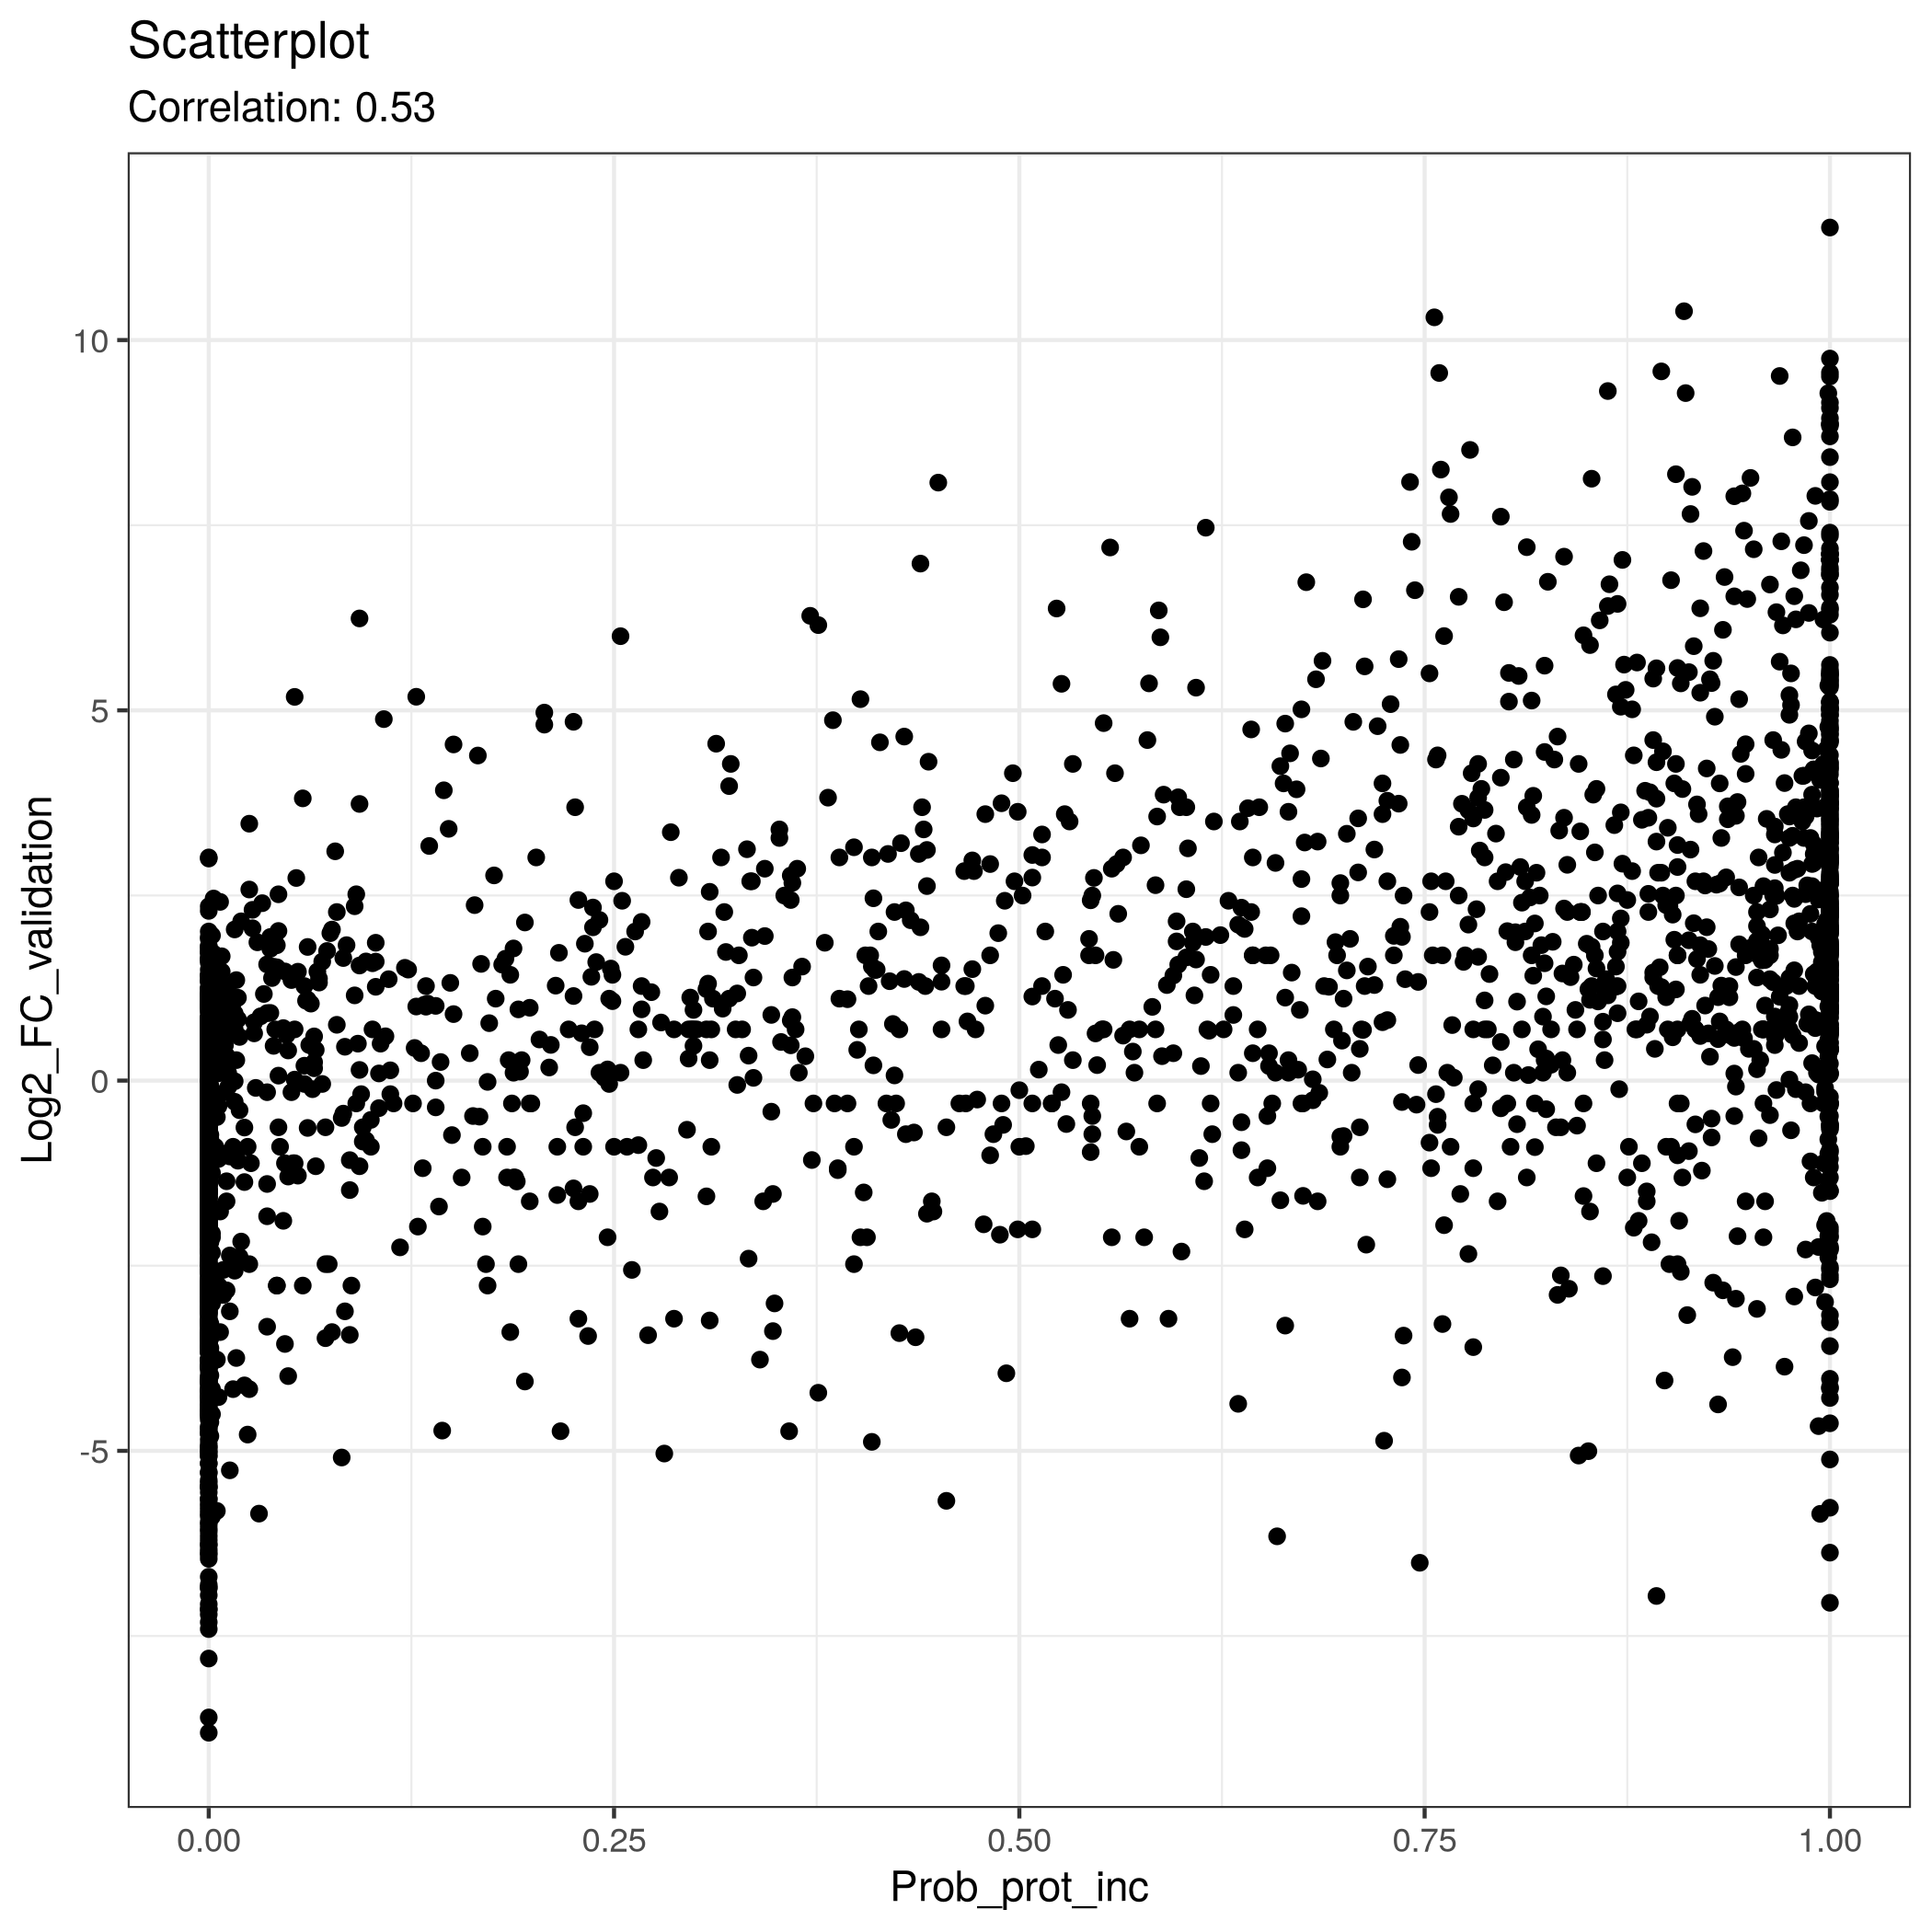 Scatterplot
Correlation: 0.53
10
5
0
-5
Log2_FC_validation
0.00 0.25 0.50 0.75 1.00
Prob_prot_inc